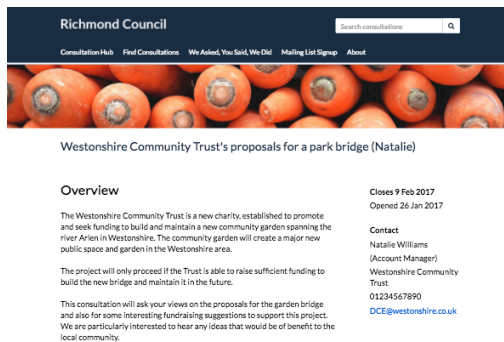 Richmond Council
Search consultations
Consultation Hub Find Consultations We Asked, You Said, We Did Mailing List Signup About
Westonshire Community Trust's proposals for a park bridge (Natalie)
Overview
The Westonshire Community Trust is a new charity, established to promote
and seek funding to build and maintain a new community garden spanning the
river Arlen in Westonshire. The community garden will create a major new
public space and garden in the Westonshire area.
The project will only proceed if the Trust is able to raise sufficient funding to
build the new bridge and maintain it in the future.
This consultation will ask your views on the proposals for the garden bridge
and also for some interesting fundraising suggestions to support this project.
We are particularly interested to hear any ideas that would be of benefit to the
local community.
Closes 9 Feb 2017
Opened 26 Jan 2017
Contact
Natalie Williams
(Account Manager)
Westonshire Community
Trust
01234567890
DCE@westonshire.co.uk